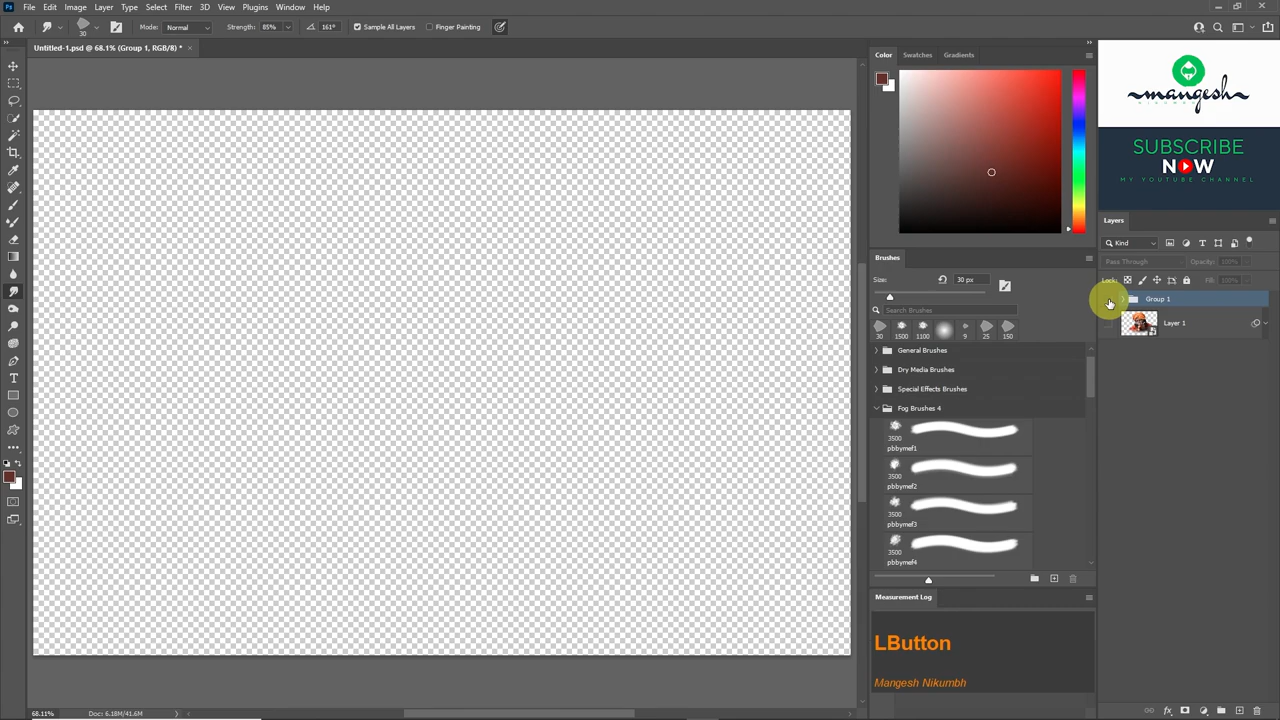 Ps File Edit Image Layer Type Select Filter 3D View Plugins Window Help
30 Mode: Normal Strength: 85% 161° Sample All Layers Finger Painting
Untitled-1.psd @ 68.1% (Group 1, RGB/8) * ×
Color Swatches Gradients
mangesh
NIKUMBH
SUBSCRIBE
NOW
MY YOUTUBE CHANNEL
Layers
Kind
Pass Through Opacity: 100%
Lock: Fill: 100%
Group 1
Layer 1
Brushes
Size: 30 px
Search Brushes
30 1500 1100 9 25 150
General Brushes
Dry Media Brushes
Special Effects Brushes
Fog Brushes 4
3500
pbbymef1
3500
pbbymef2
3500
pbbymef3
3500
pbbymef4
Measurement Log
LButton
Mangesh Nikumbh
68.11% Doc: 6.18M/41.6M